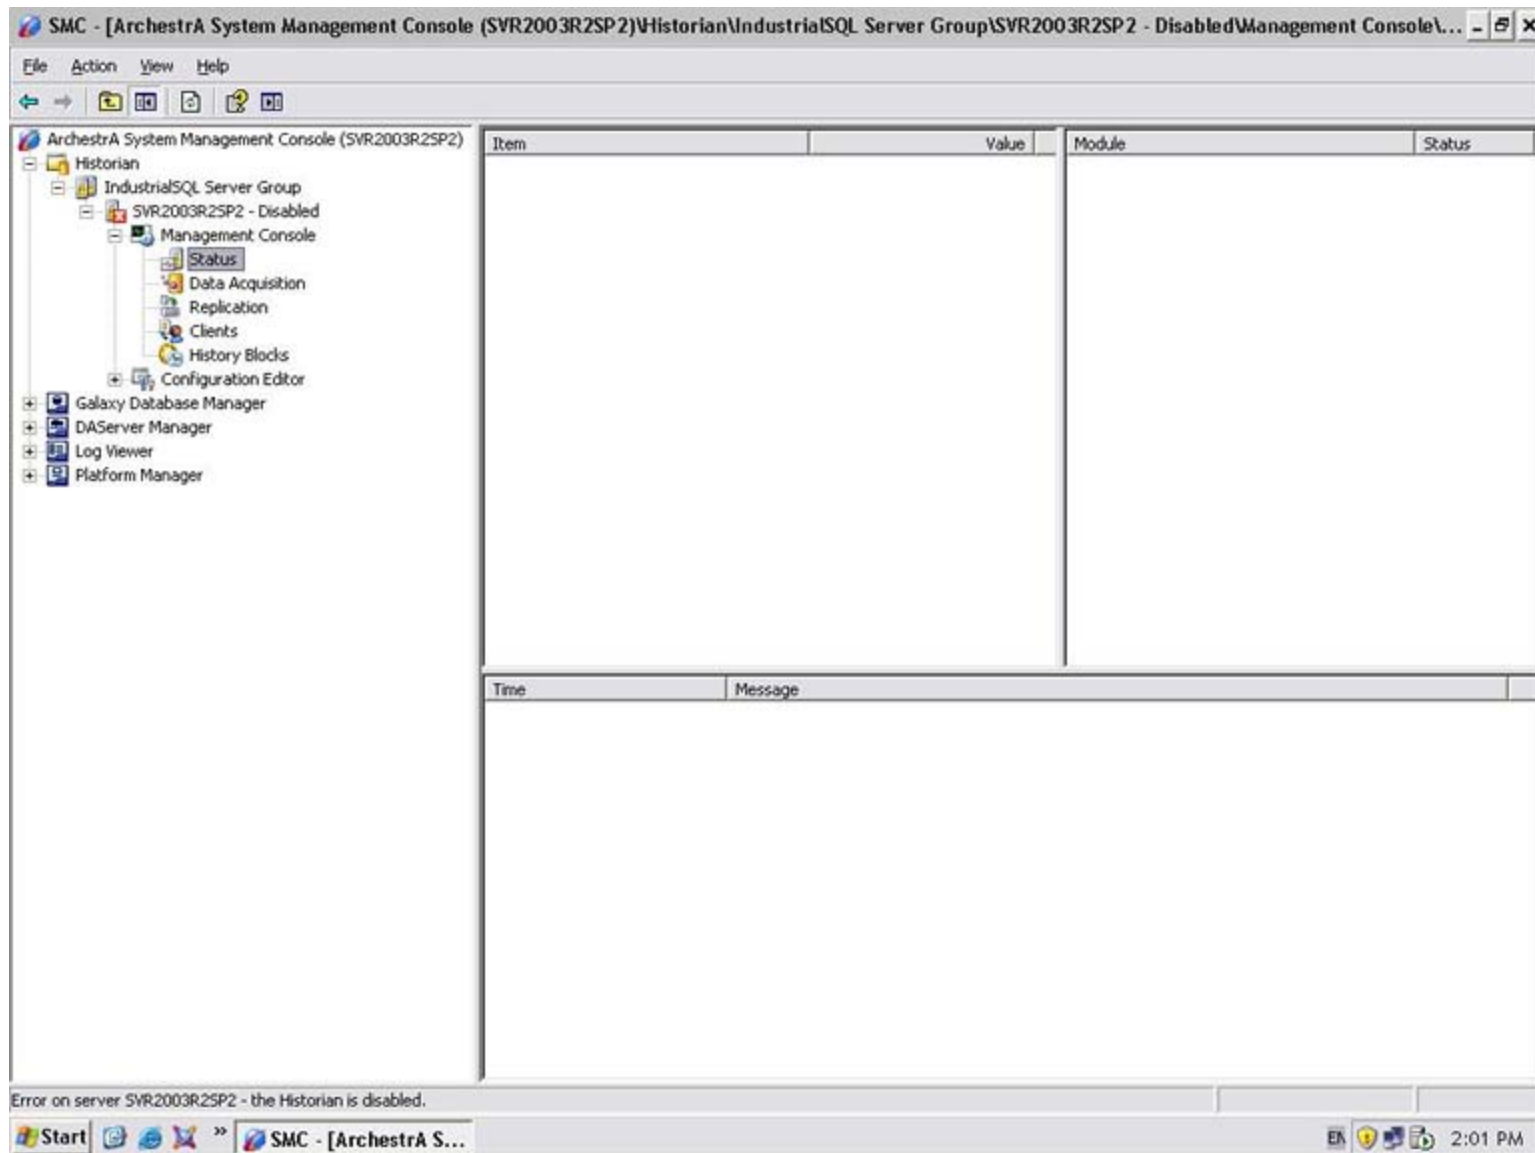 SMC - [ArchestrA System Management Console (SVR2003R2SP2)\Historian\IndustrialSQL Server Group\SVR2003R2SP2 - Disabled\Management Console\...
File Action View Help
ArchestrA System Management Console (SVR2003R2SP2)
Historian
IndustrialSQL Server Group
SVR2003R2SP2 - Disabled
Management Console
Status
Data Acquisition
Replication
Clients
History Blocks
Configuration Editor
Galaxy Database Manager
DAServer Manager
Log Viewer
Platform Manager
Item Value
Module Status
Time Message
Error on server SVR2003R2SP2 - the Historian is disabled.
Start » SMC - [ArchestrA S... EN 2:01 PM